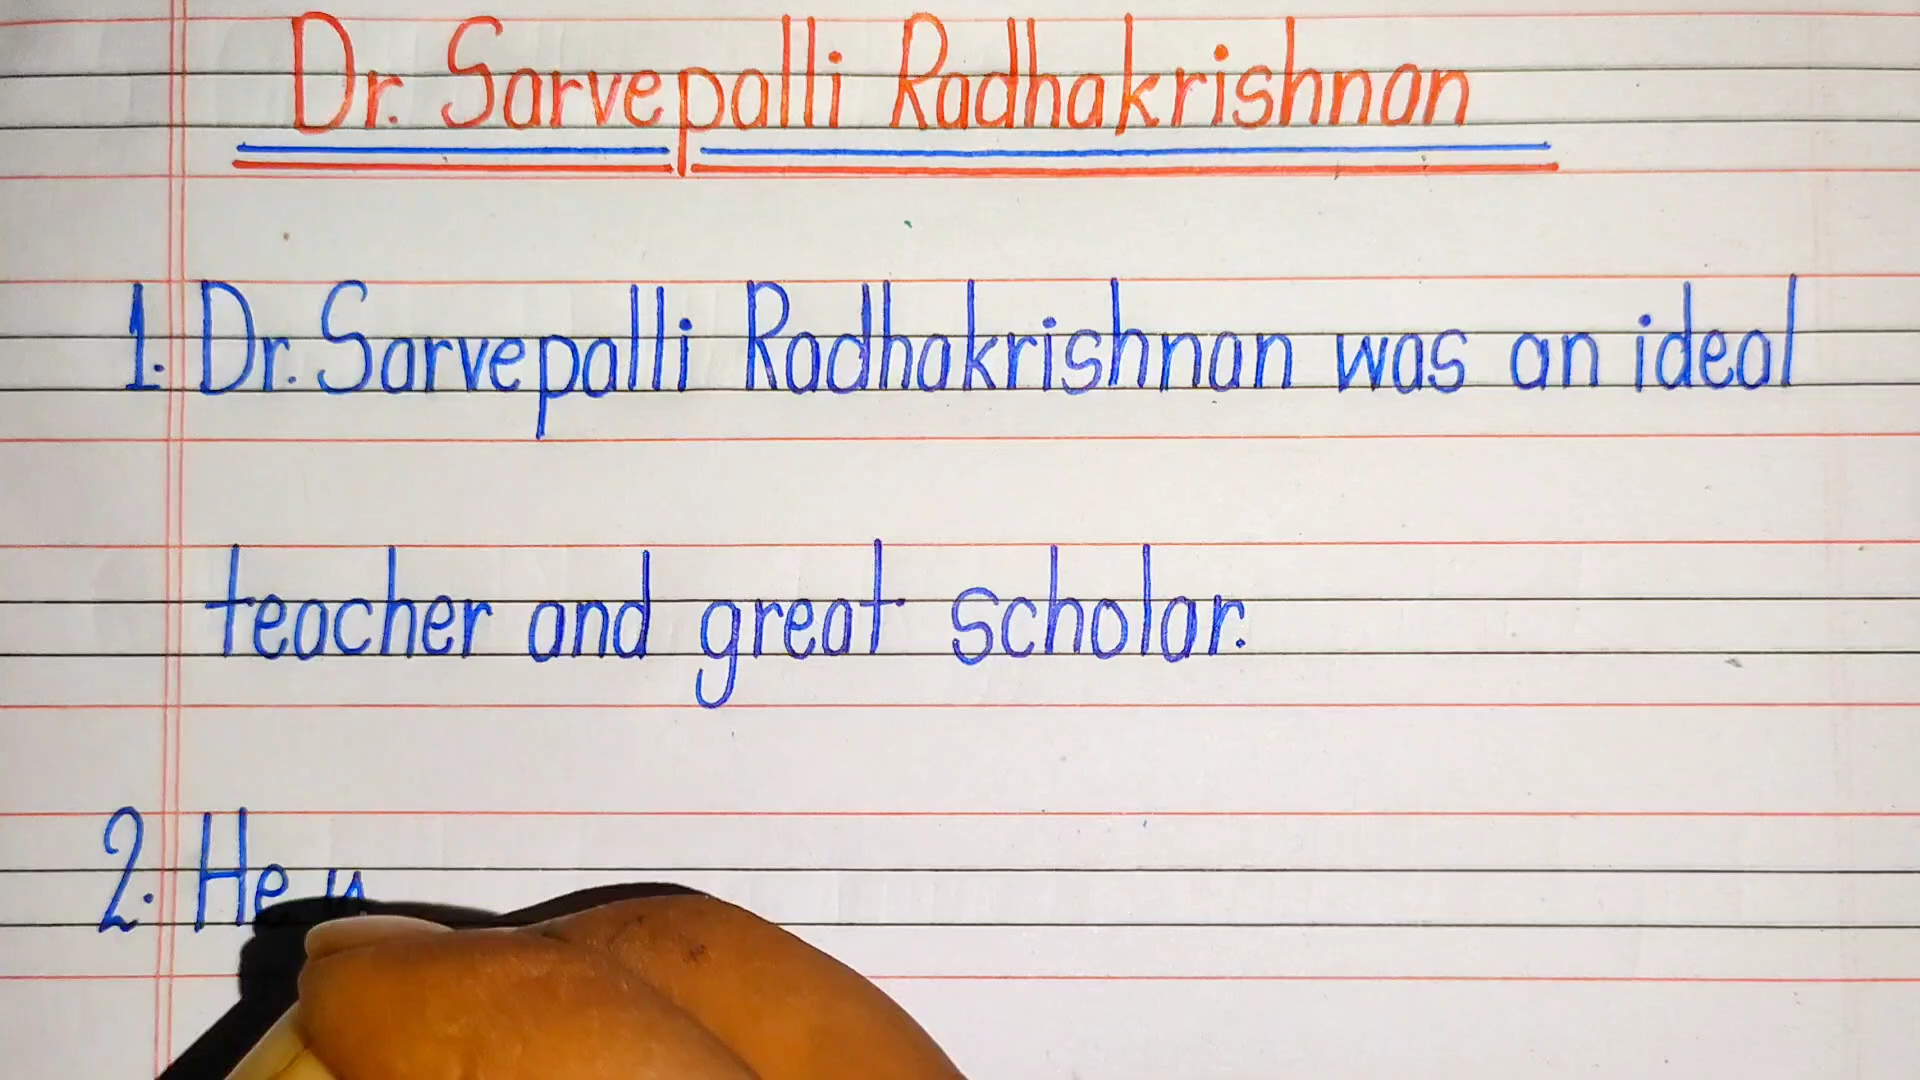 Dr. Sarvepalli Radhakrishnan
1. Dr. Sarvepalli Radhakrishnan was an ideal
teacher and great scholar.
2. He